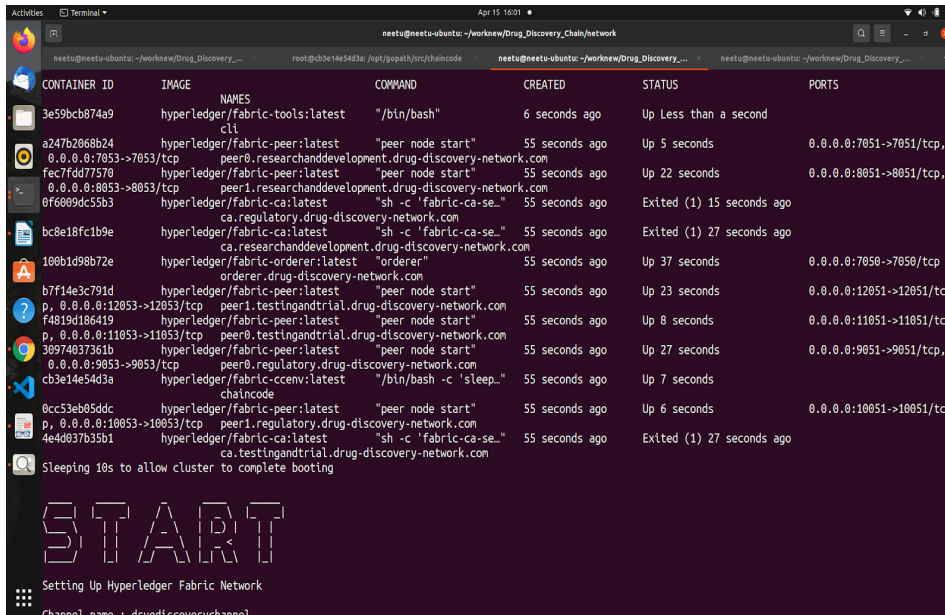 Activities Terminal Apr 15 16:01
neetu@neetu-ubuntu: ~/worknew/Drug_Discovery_Chain/network
neetu@neetu-ubuntu: ~/worknew/Drug_Discovery_... root@cb3e14e54d3a: /opt/gopath/src/chaincode neetu@neetu-ubuntu: ~/worknew/Drug_Discovery_... neetu@neetu-ubuntu: ~/worknew/Drug_Discovery_...
CONTAINER ID IMAGE COMMAND CREATED STATUS PORTS
NAMES
3e59bcb874a9 hyperledger/fabric-tools:latest "/bin/bash" 6 seconds ago Up Less than a second
cli
a247b2068b24 hyperledger/fabric-peer:latest "peer node start" 55 seconds ago Up 5 seconds 0.0.0.0:7051->7051/tcp,
0.0.0.0:7053->7053/tcp peer0.researchanddevelopment.drug-discovery-network.com
fec7fdd77570 hyperledger/fabric-peer:latest "peer node start" 55 seconds ago Up 22 seconds 0.0.0.0:8051->8051/tcp,
0.0.0.0:8053->8053/tcp peer1.researchanddevelopment.drug-discovery-network.com
0f6009dc55b3 hyperledger/fabric-ca:latest "sh -c 'fabric-ca-se…" 55 seconds ago Exited (1) 15 seconds ago
ca.regulatory.drug-discovery-network.com
bc8e18fc1b9e hyperledger/fabric-ca:latest "sh -c 'fabric-ca-se…" 55 seconds ago Exited (1) 27 seconds ago
ca.researchanddevelopment.drug-discovery-network.com
100b1d98b72e hyperledger/fabric-orderer:latest "orderer" 55 seconds ago Up 37 seconds 0.0.0.0:7050->7050/tcp
orderer.drug-discovery-network.com
b7f14e3c791d hyperledger/fabric-peer:latest "peer node start" 55 seconds ago Up 23 seconds 0.0.0.0:12051->12051/tc
p, 0.0.0.0:12053->12053/tcp peer1.testingandtrial.drug-discovery-network.com
f4819d186419 hyperledger/fabric-peer:latest "peer node start" 55 seconds ago Up 8 seconds 0.0.0.0:11051->11051/tc
p, 0.0.0.0:11053->11053/tcp peer0.testingandtrial.drug-discovery-network.com
30974037361b hyperledger/fabric-peer:latest "peer node start" 55 seconds ago Up 27 seconds 0.0.0.0:9051->9051/tcp,
0.0.0.0:9053->9053/tcp peer0.regulatory.drug-discovery-network.com
cb3e14e54d3a hyperledger/fabric-ccenv:latest "/bin/bash -c 'sleep…" 55 seconds ago Up 7 seconds
chaincode
0cc53eb05ddc hyperledger/fabric-peer:latest "peer node start" 55 seconds ago Up 6 seconds 0.0.0.0:10051->10051/tc
p, 0.0.0.0:10053->10053/tcp peer1.regulatory.drug-discovery-network.com
4e4d037b35b1 hyperledger/fabric-ca:latest "sh -c 'fabric-ca-se…" 55 seconds ago Exited (1) 27 seconds ago
ca.testingandtrial.drug-discovery-network.com
Sleeping 10s to allow cluster to complete booting
START
Setting Up Hyperledger Fabric Network
Channel name : drugdiscoverychannel